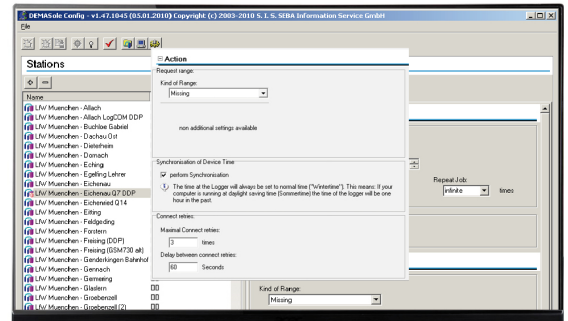 DEMASole Config - v1.47.1045 (05.01.2010) Copyright (c) 2003-2010 S. I. S. SEBA Information Service GmbH
File
Stations
Name
LfW Muenchen - Allach
LfW Muenchen - Allach LogCOM DDP
LfW Muenchen - Buchloe Gabriel
LfW Muenchen - Dachau Ost
LfW Muenchen - Dieterheim
LfW Muenchen - Dornach
LfW Muenchen - Eching
LfW Muenchen - Egelfing Lehrer
LfW Muenchen - Eichenau
LfW Muenchen - Eichenau Q7 DDP
LfW Muenchen - Eichenried Q14
LfW Muenchen - Eitting
LfW Muenchen - Feldgeding
LfW Muenchen - Forstern
LfW Muenchen - Freising (DDP)
LfW Muenchen - Freising (GSM730 alt)
LfW Muenchen - Genderkingen Bahnhof
LfW Muenchen - Gennach
LfW Muenchen - Germering
LfW Muenchen - Glaslern
LfW Muenchen - Groebenzell
LfW Muenchen - Groebenzell (2)
Action
Request range:
Kind of Range:
Missing
non additional settings available
Synchronisation of Device Time
perform Synchronisation
The time at the Logger will always be set to normal time ("Wintertime"). This means: If your
computer is running at daylight saving time (Sommertime) the time of the logger will be one
hour in the past.
Connect retries:
Maximal Connect retries:
3 times
Delay between connect retries:
60 Seconds
Repeat Job:
infinite times
Kind of Range:
Missing